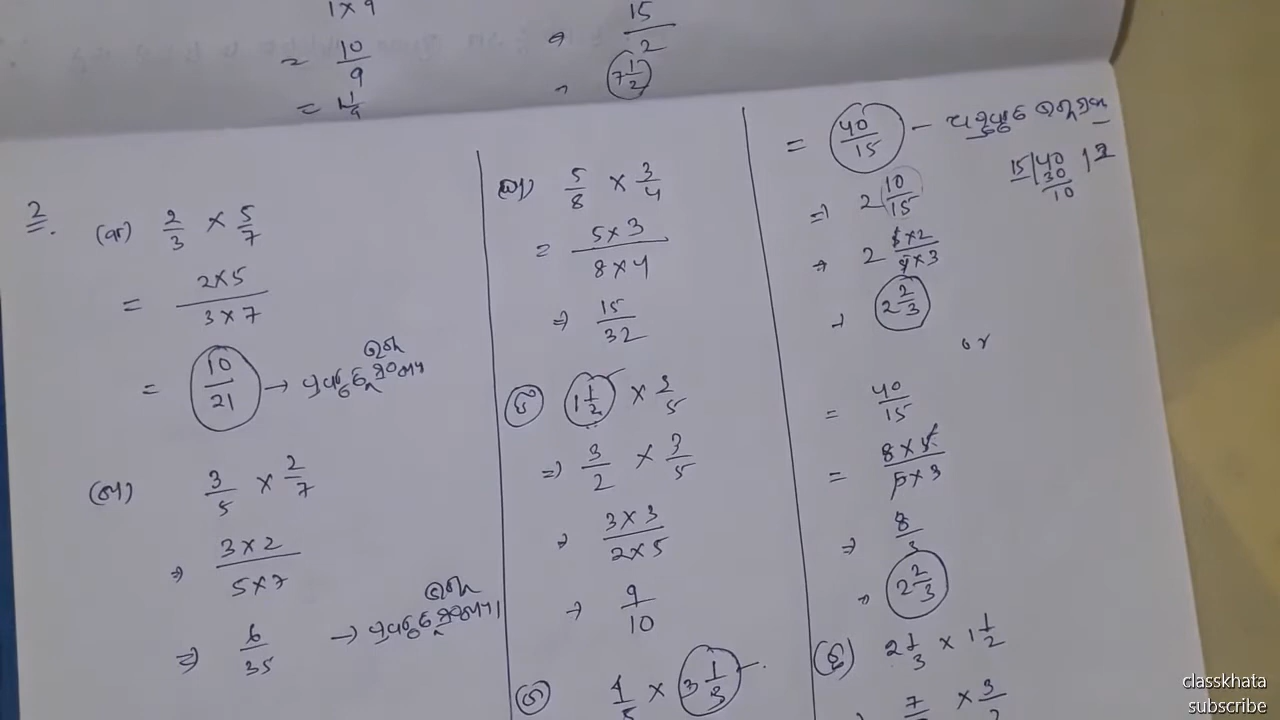 1 × 9
= 10/9
= 1 1/9
⇒ 15/2
⇒ 7 1/2
2.
2/3 × 5/7
= 2×5 / 3×7
= 10/21 →
3/5 × 2/7
⇒ 3×2 / 5×7
⇒ 6/35 →
5/8 × 3/4
= 5×3 / 8×4
⇒ 15/32
1 1/2 × 3/5
⇒ 3/2 × 3/5
⇒ 3×3 / 2×5
⇒ 9/10
4/5 × 3 1/3
= 40/15 –
15 | 40 | 2
30
10
⇒ 2 10/15
⇒ 2 5×2 / 5×3
⇒ 2 2/3
or
= 40/15
= 8×5 / 5×3
⇒ 8/3
⇒ 2 2/3
2 1/3 × 1 1/2
⇒ 7/3 × 3/2
classkhata
subscribe